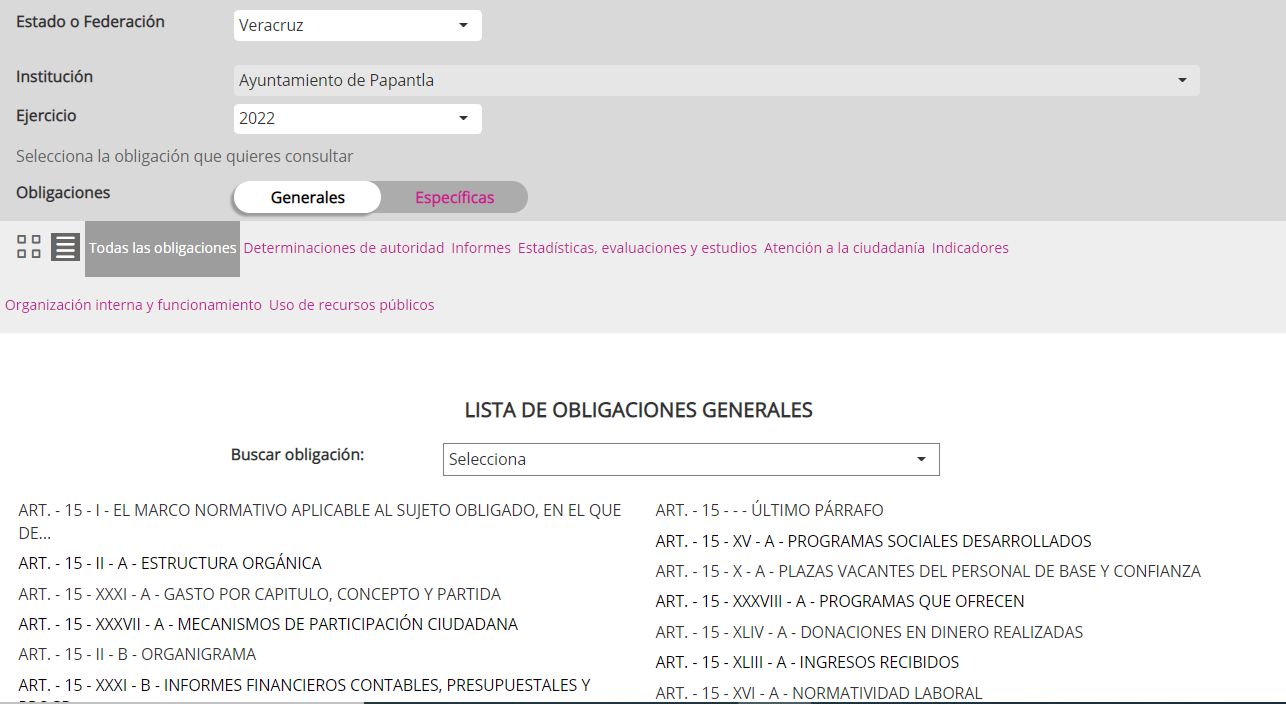 Estado o Federación
Veracruz
Institución
Ayuntamiento de Papantla
Ejercicio
2022
Selecciona la obligación que quieres consultar
Obligaciones
Generales
Específicas
Todas las obligaciones Determinaciones de autoridad Informes Estadísticas, evaluaciones y estudios Atención a la ciudadanía Indicadores
Organización interna y funcionamiento Uso de recursos públicos
LISTA DE OBLIGACIONES GENERALES
Buscar obligación:
Selecciona
ART. - 15 - I - EL MARCO NORMATIVO APLICABLE AL SUJETO OBLIGADO, EN EL QUE
DE...
ART. - 15 - II - A - ESTRUCTURA ORGÁNICA
ART. - 15 - XXXI - A - GASTO POR CAPITULO, CONCEPTO Y PARTIDA
ART. - 15 - XXXVII - A - MECANISMOS DE PARTICIPACIÓN CIUDADANA
ART. - 15 - II - B - ORGANIGRAMA
ART. - 15 - XXXI - B - INFORMES FINANCIEROS CONTABLES, PRESUPUESTALES Y
ART. - 15 - - - ÚLTIMO PÁRRAFO
ART. - 15 - XV - A - PROGRAMAS SOCIALES DESARROLLADOS
ART. - 15 - X - A - PLAZAS VACANTES DEL PERSONAL DE BASE Y CONFIANZA
ART. - 15 - XXXVIII - A - PROGRAMAS QUE OFRECEN
ART. - 15 - XLIV - A - DONACIONES EN DINERO REALIZADAS
ART. - 15 - XLIII - A - INGRESOS RECIBIDOS
ART. - 15 - XVI - A - NORMATIVIDAD LABORAL